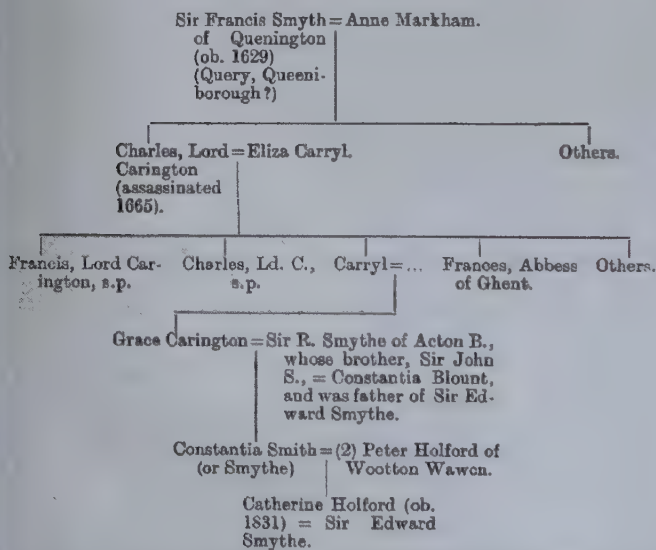 Sir Francis Smyth = Anne Markham.
of Quenington
(ob. 1629)
(Query, Queeni-
borough?)
Charles, Lord = Eliza Carryl.
Carington
(assassinated
1665).
Others.
Francis, Lord Car-
ington, s.p.
Charles, Ld. C.,
s.p.
Carryl = ...
Frances, Abbess
of Ghent.
Others.
Grace Carington = Sir R. Smythe of Acton B.,
whose brother, Sir John
S., = Constantia Blount,
and was father of Sir Ed-
ward Smythe.
Constantia Smith = (2) Peter Holford of
(or Smythe) Wootton Wawen.
Catherine Holford (ob.
1831) = Sir Edward
Smythe.